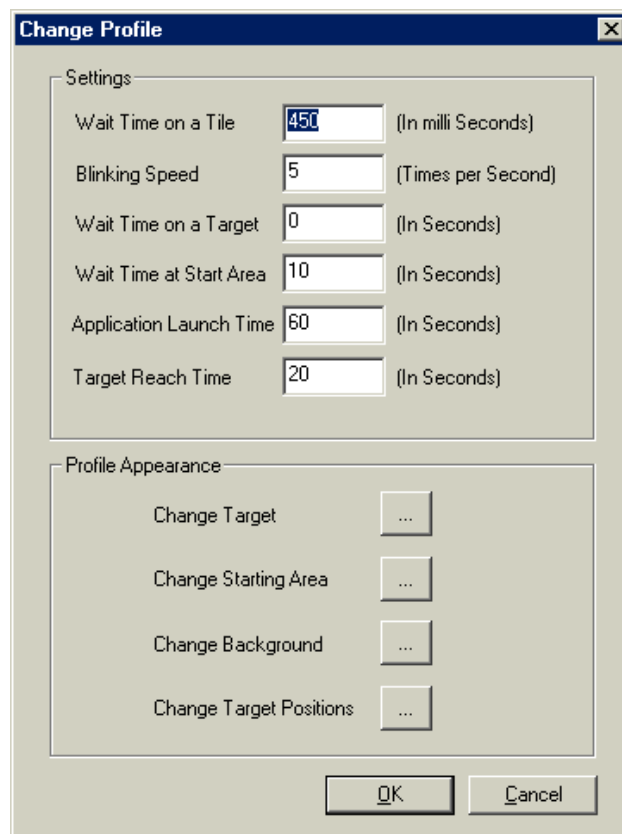 Change Profile
Settings
Wait Time on a Tile 450 (In milli Seconds)
Blinking Speed 5 (Times per Second)
Wait Time on a Target 0 (In Seconds)
Wait Time at Start Area 10 (In Seconds)
Application Launch Time 60 (In Seconds)
Target Reach Time 20 (In Seconds)
Profile Appearance
Change Target ...
Change Starting Area ...
Change Background ...
Change Target Positions ...
OK Cancel